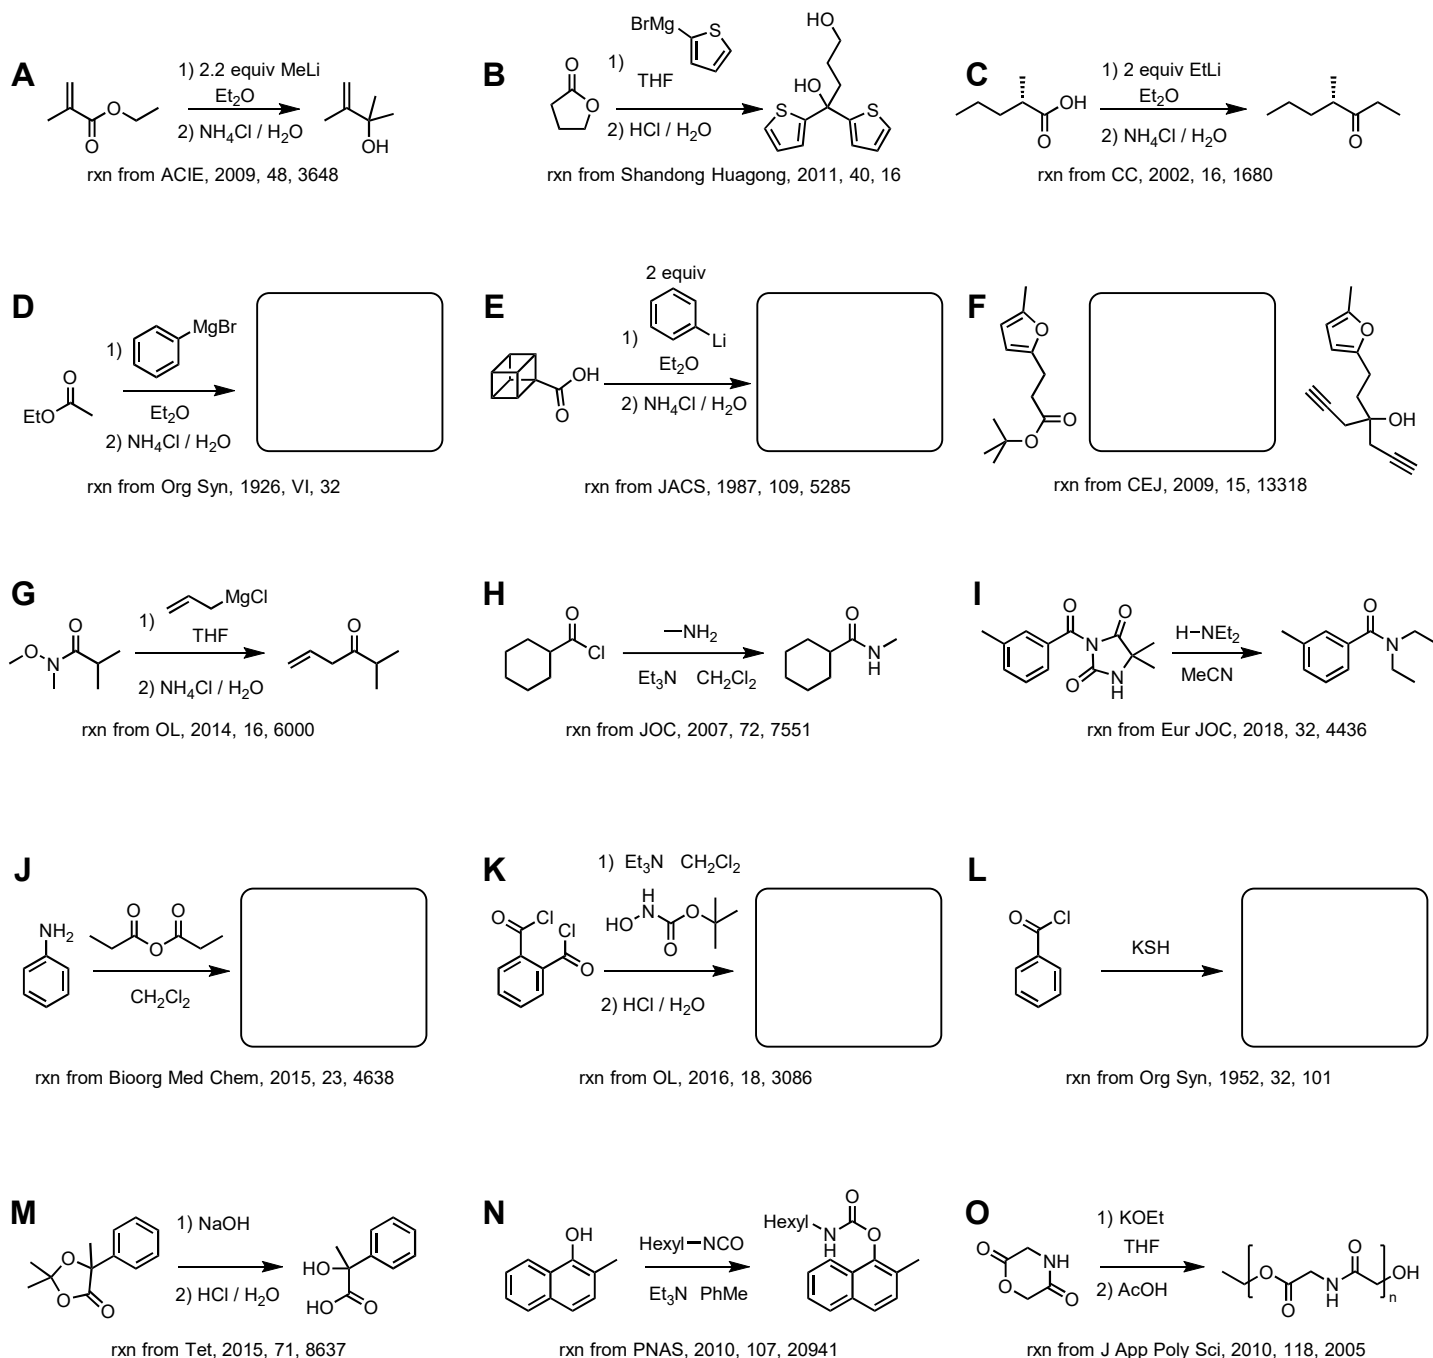 A
1) 2.2 equiv MeLi
Et2O
2) NH4Cl / H2O
O
O
OH
rxn from ACIE, 2009, 48, 3648
B
BrMg
S
1)
THF
2) HCl / H2O
O
O
HO
HO
S
S
rxn from Shandong Huagong, 2011, 40, 16
C
1) 2 equiv EtLi
Et2O
2) NH4Cl / H2O
OH
O
O
rxn from CC, 2002, 16, 1680
D
MgBr
1)
O
EtO
Et2O
2) NH4Cl / H2O
rxn from Org Syn, 1926, VI, 32
E
2 equiv
1)
Li
Et2O
OH
O
2) NH4Cl / H2O
rxn from JACS, 1987, 109, 5285
F
O
O
O
O
OH
rxn from CEJ, 2009, 15, 13318
G
MgCl
1)
THF
O
O
N
O
2) NH4Cl / H2O
rxn from OL, 2014, 16, 6000
H
O
Cl
NH2
Et3N CH2Cl2
O
N
H
rxn from JOC, 2007, 72, 7551
I
O
O
N
O
N
H
H-NEt2
MeCN
O
N
rxn from Eur JOC, 2018, 32, 4436
J
NH2
O
O
O
CH2Cl2
rxn from Bioorg Med Chem, 2015, 23, 4638
K
1) Et3N CH2Cl2
O
Cl
Cl
O
H
N
HO
O
O
2) HCl / H2O
rxn from OL, 2016, 18, 3086
L
O
Cl
KSH
rxn from Org Syn, 1952, 32, 101
M
1) NaOH
2) HCl / H2O
O
O
O
HO
HO
O
rxn from Tet, 2015, 71, 8637
N
OH
Hexyl NCO
Et3N PhMe
O
Hexyl
N
H
O
rxn from PNAS, 2010, 107, 20941
O
1) KOEt
THF
2) AcOH
O
NH
O
O
O
O
N
H
O
OH
n
rxn from J App Poly Sci, 2010, 118, 2005